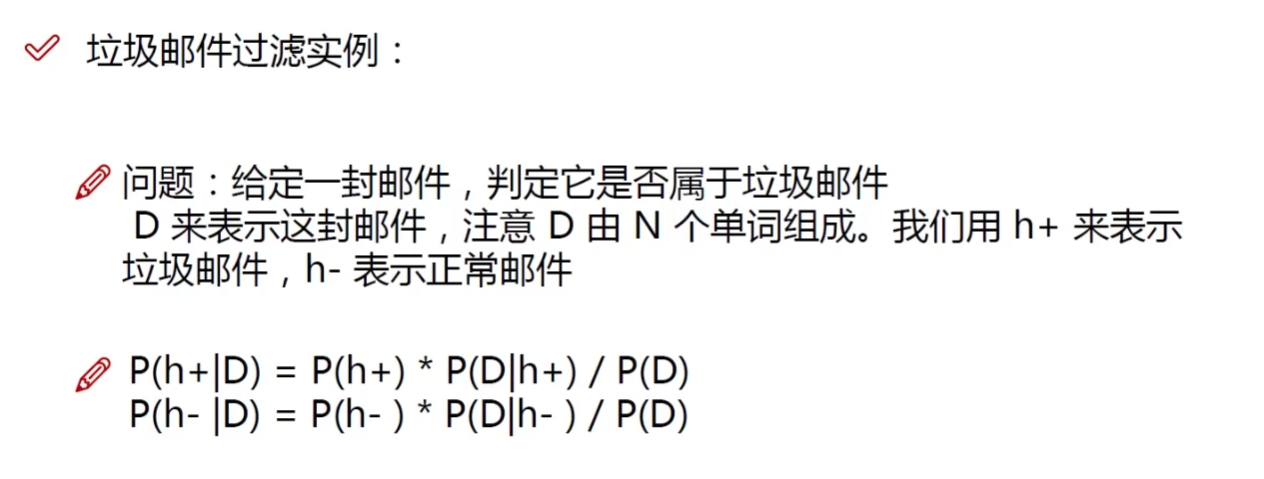 垃圾邮件过滤实例：
问题：给定一封邮件，判定它是否属于垃圾邮件
D 来表示这封邮件，注意 D 由 N 个单词组成。我们用 h+ 来表示
垃圾邮件，h- 表示正常邮件
P(h+|D) = P(h+) * P(D|h+) / P(D)
P(h- |D) = P(h- ) * P(D|h- ) / P(D)